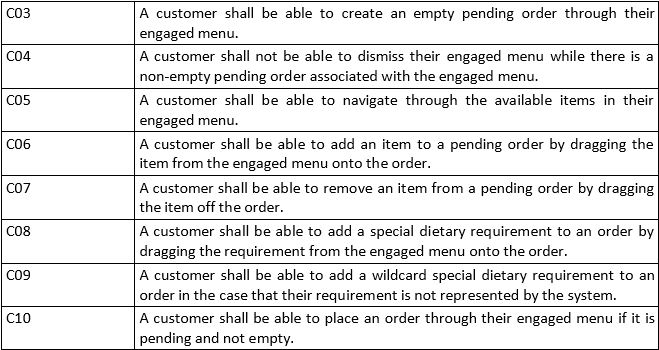 C03 A customer shall be able to create an empty pending order through their
engaged menu.
C04 A customer shall not be able to dismiss their engaged menu while there is a
non-empty pending order associated with the engaged menu.
C05 A customer shall be able to navigate through the available items in their
engaged menu.
C06 A customer shall be able to add an item to a pending order by dragging the
item from the engaged menu onto the order.
C07 A customer shall be able to remove an item from a pending order by dragging
the item off the order.
C08 A customer shall be able to add a special dietary requirement to an order by
dragging the requirement from the engaged menu onto the order.
C09 A customer shall be able to add a wildcard special dietary requirement to an
order in the case that their requirement is not represented by the system.
C10 A customer shall be able to place an order through their engaged menu if it is
pending and not empty.